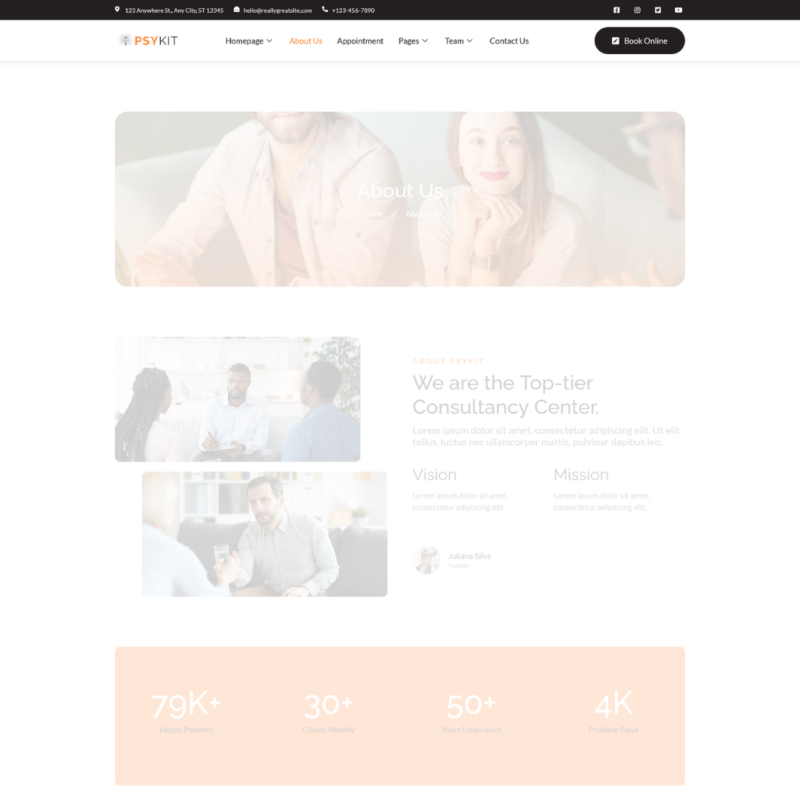 123 Anywhere St., Any City, ST 12345
hello@reallygreatsite.com
+123-456-7890
PSYKIT
Homepage
About Us
Appointment
Pages
Team
Contact Us
Book Online
About Us
Home / About Us
ABOUT PSYKIT
We are the Top-tier
Consultancy Center.
Lorem ipsum dolor sit amet, consectetur adipiscing elit. Ut elit
tellus, luctus nec ullamcorper mattis, pulvinar dapibus leo.
Vision
Lorem ipsum dolor sit amet,
consectetur adipiscing elit.
Mission
Lorem ipsum dolor sit amet,
consectetur adipiscing elit.
Juliana Silva
Founder
79K+
Happy Patients
30+
Clients Weekly
50+
Years Experience
4K
Problem Solve